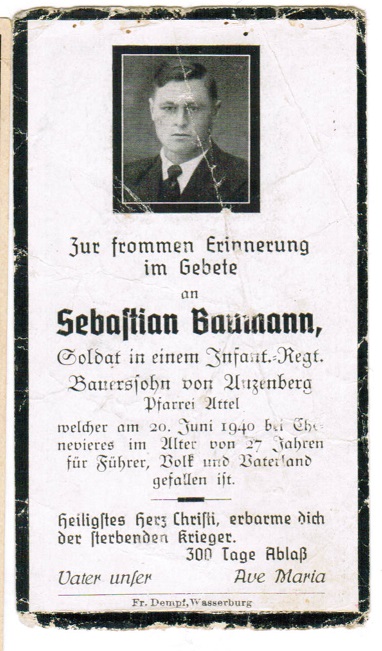 Zur frommen Erinnerung
im Gebete
an
Sebastian Baumann,
Soldat in einem Infant.-Regt.
Bauerssohn von Anzenberg
Pfarrei Attel
welcher am 20. Juni 1940 bei Che-
nevieres im Alter von 27 Jahren
für Führer, Volk und Vaterland
gefallen ist.
Heiligstes Herz Christi, erbarme dich
der sterbenden Krieger.
300 Tage Ablaß
Vater unser Ave Maria
Fr. Dempf, Wasserburg